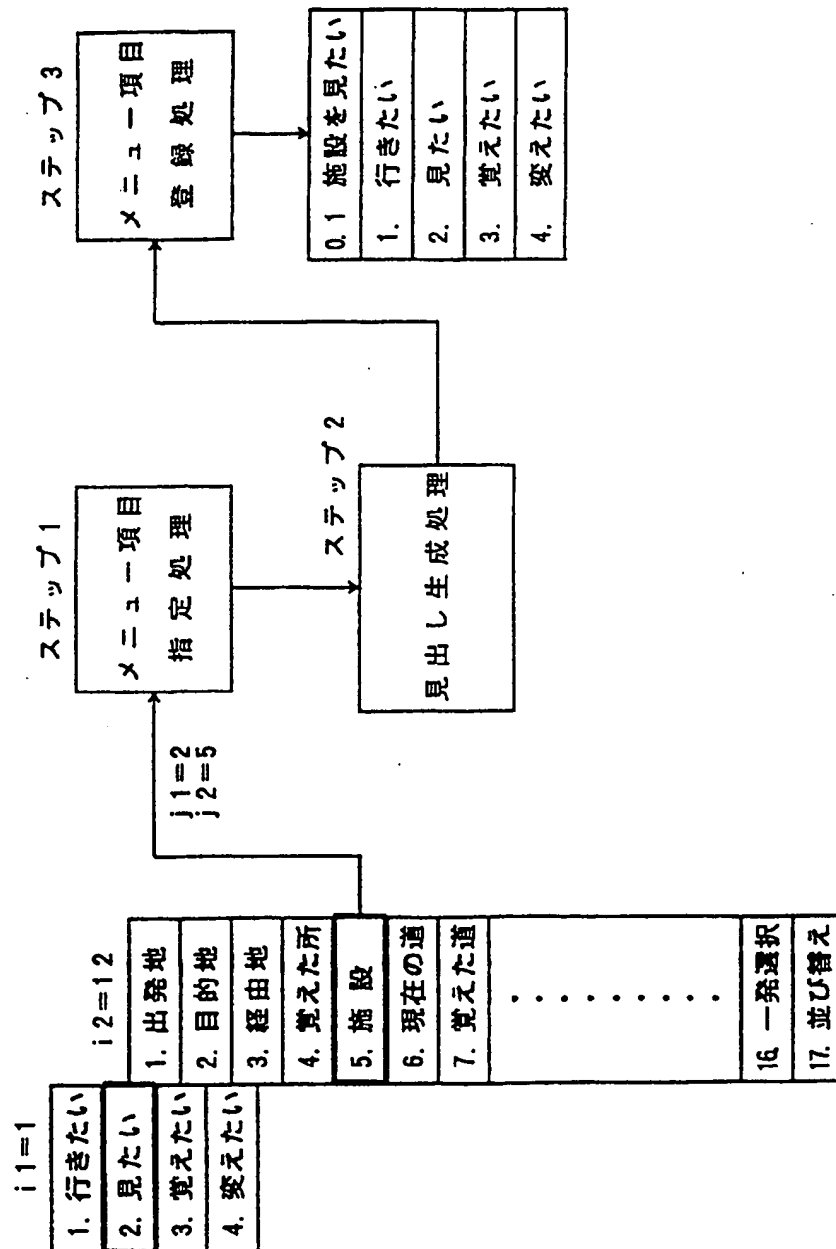 i1=1
1. 行きたい
2. 見たい
3. 覚えたい
4. 変えたい
i2=12
1. 出発地
2. 目的地
3. 経由地
4. 覚えた所
5. 施設
6. 現在の道
7. 覚えた道
・・・・・・・・・
16. 一発選択
17. 並び替え
j1=2
j2=5
ステップ1
メニュー項目
指定処理
ステップ2
見出し生成処理
ステップ3
メニュー項目
登録処理
0.1 施設を見たい
1. 行きたい
2. 見たい
3. 覚えたい
4. 変えたい